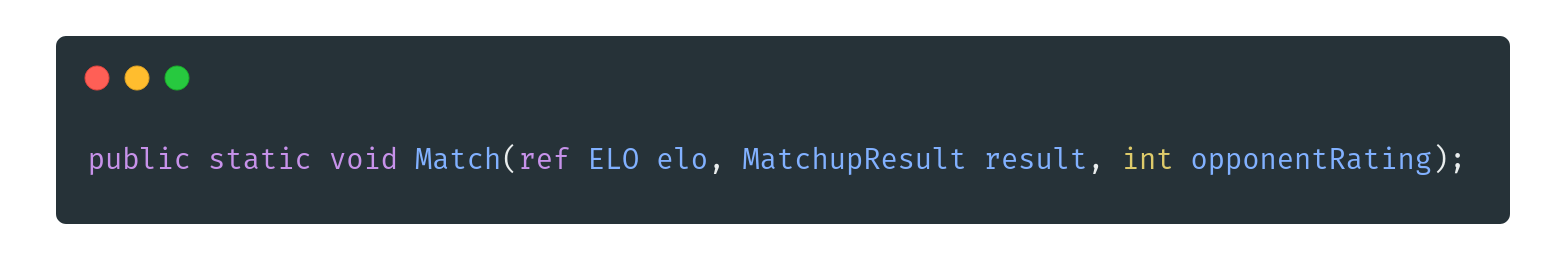 public static void Match(ref ELO elo, MatchupResult result, int opponentRating);